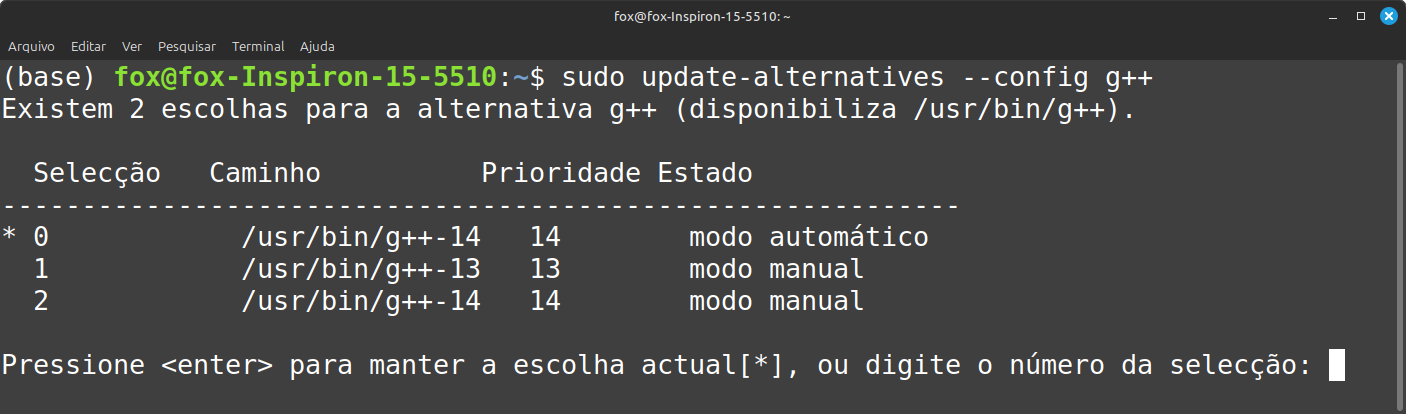 fox@fox-Inspiron-15-5510: ~
Arquivo Editar Ver Pesquisar Terminal Ajuda
(base) fox@fox-Inspiron-15-5510:~$ sudo update-alternatives --config g++
Existem 2 escolhas para a alternativa g++ (disponibiliza /usr/bin/g++).
  Selecção   Caminho          Prioridade Estado
------------------------------------------------------------
* 0            /usr/bin/g++-14   14        modo automático
  1            /usr/bin/g++-13   13        modo manual
  2            /usr/bin/g++-14   14        modo manual
Pressione <enter> para manter a escolha actual[*], ou digite o número da selecção: